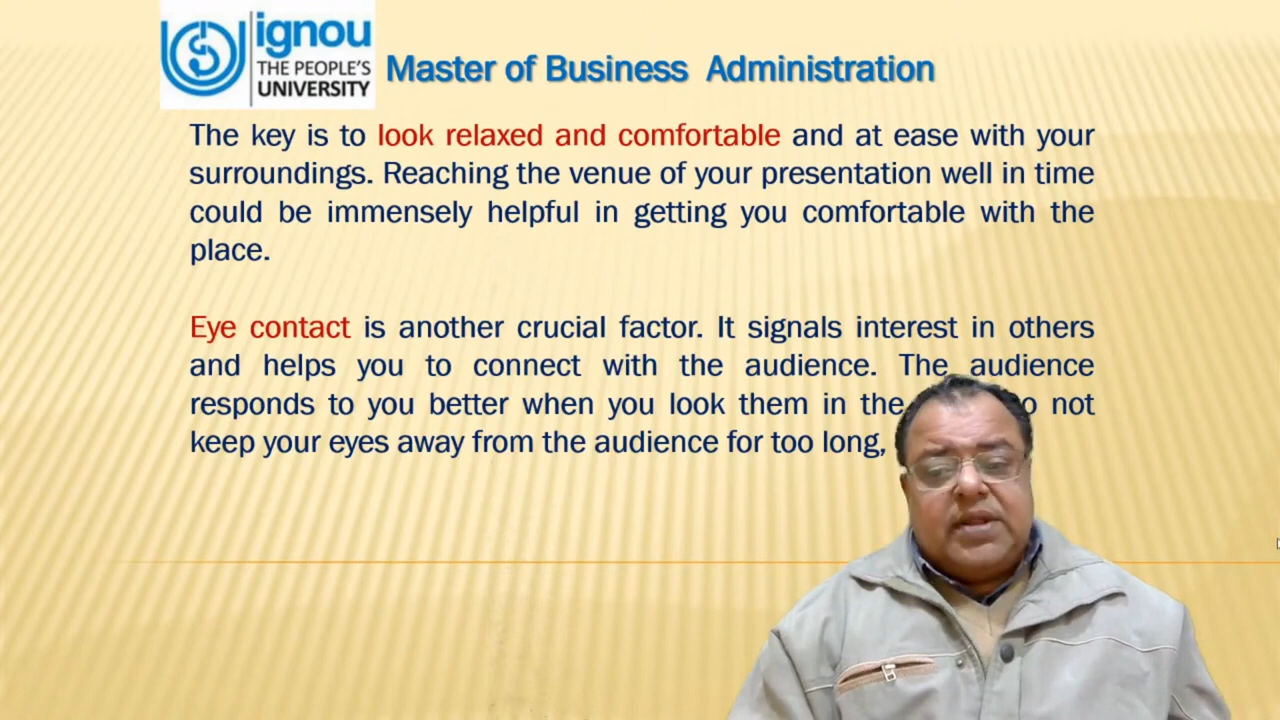 ignou
THE PEOPLE'S
UNIVERSITY
Master of Business Administration
The key is to look relaxed and comfortable and at ease with your
surroundings. Reaching the venue of your presentation well in time
could be immensely helpful in getting you comfortable with the
place.
Eye contact is another crucial factor. It signals interest in others
and helps you to connect with the audience. The audience
responds to you better when you look them in the not
keep your eyes away from the audience for too long,